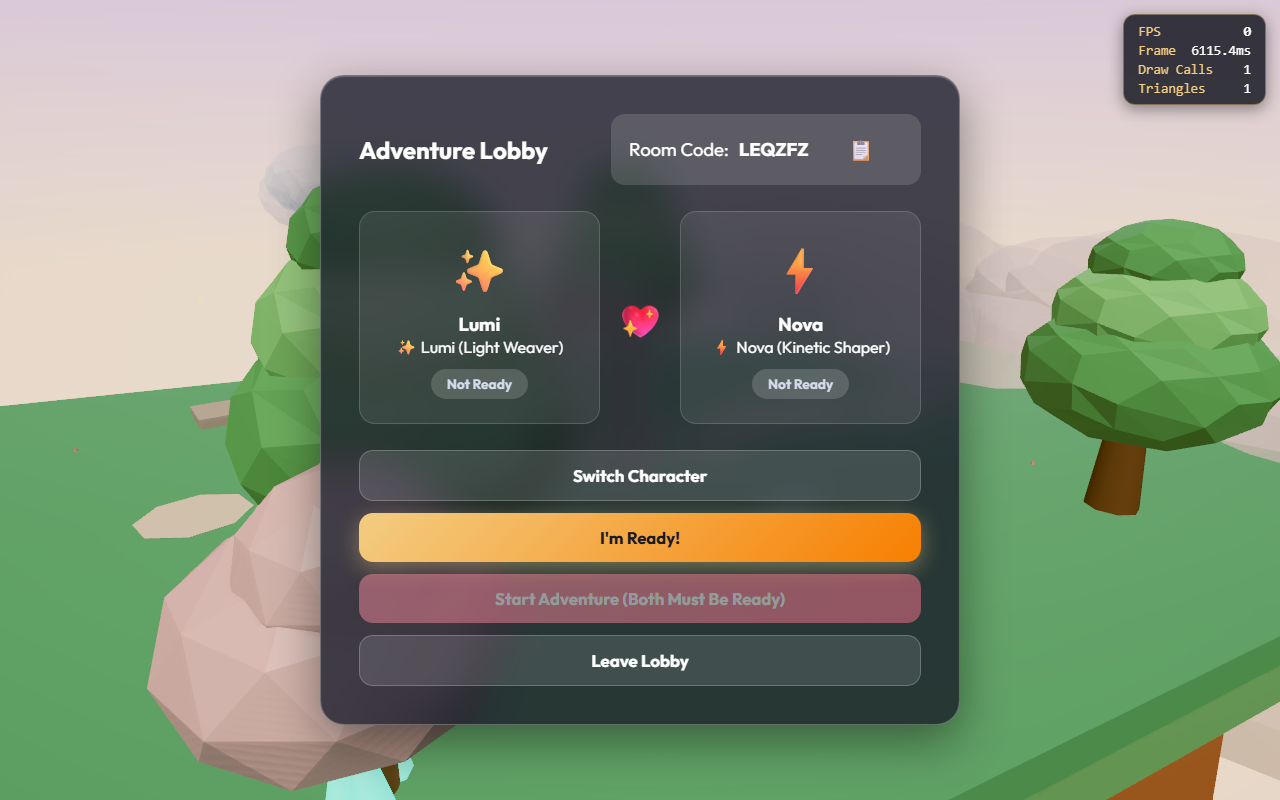 FPS 0
Frame 6115.4ms
Draw Calls 1
Triangles 1
Adventure Lobby
Room Code: LEQZFZ
Lumi
Lumi (Light Weaver)
Not Ready
Nova
Nova (Kinetic Shaper)
Not Ready
Switch Character
I'm Ready!
Start Adventure (Both Must Be Ready)
Leave Lobby